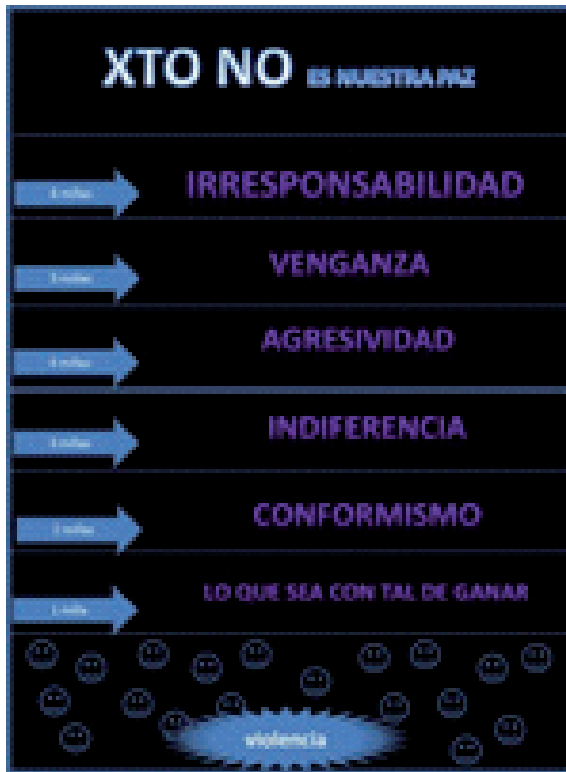 XTO NO ES NUESTRA PAZ
IRRESPONSABILIDAD
VENGANZA
AGRESIVIDAD
INDIFERENCIA
CONFORMISMO
LO QUE SEA CON TAL DE GANAR
violencia